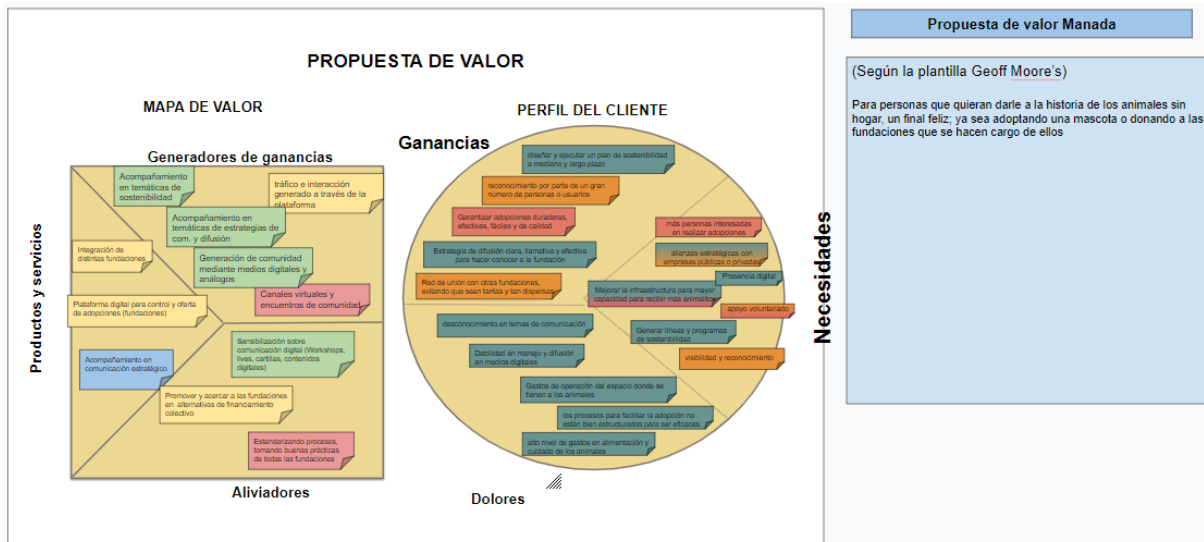 PROPUESTA DE VALOR
MAPA DE VALOR
Generadores de ganancias
Productos y servicios
Acompañamiento
en temáticas de
sostenibilidad
tráfico e interacción
generado a través de la
plataforma
Acompañamiento en
temáticas de estrategias de
com. y difusión
Integración de
distintas fundaciones
Generación de comunidad
mediante medios digitales y
análogos
Canales virtuales y
encuentros de comunidad
Plataforma digital para control y oferta
de adopciones (fundaciones)
Sensibilización sobre
comunicación digital (Workshops,
lives, cartillas, contenidos
digitales)
Acompañamiento en
comunicación estratégico
Promover y acercar a las fundaciones
en alternativas de financiamiento
colectivo
Estandarizando procesos,
tomando buenas prácticas
de todas las fundaciones
Aliviadores
PERFIL DEL CLIENTE
Ganancias
diseñar y ejecutar un plan de sostenibilidad
a mediano y largo plazo
reconocimiento por parte de un gran
número de personas o usuarios
Garantizar adopciones duraderas,
efectivas, fáciles y de calidad
Estrategia de difusión clara, llamativa y efectiva
para hacer conocer a la fundación
Red de unión con otras fundaciones,
evitando que sean tantas y tan dispersas
más personas interesadas
en realizar adopciones
alianzas estratégicas con
empresas públicas o privadas
Presencia digital
Mejorar la infraestructura para mayor
capacidad para recibir más animalitos
apoyo voluntariado
Generar líneas y programas
de sostenibilidad
visibilidad y reconocimiento
Necesidades
desconocimiento en temas de comunicación
Debilidad en manejo y difusión
en medios digitales
Gastos de operación del espacio donde se
tienen a los animales
los procesos para facilitar la adopción no
están bien estructurados para ser eficaces
alto nivel de gastos en alimentación y
cuidado de los animales
Dolores
Propuesta de valor Manada
(Según la plantilla Geoff Moore's)
Para personas que quieran darle a la historia de los animales sin
hogar, un final feliz; ya sea adoptando una mascota o donando a las
fundaciones que se hacen cargo de ellos